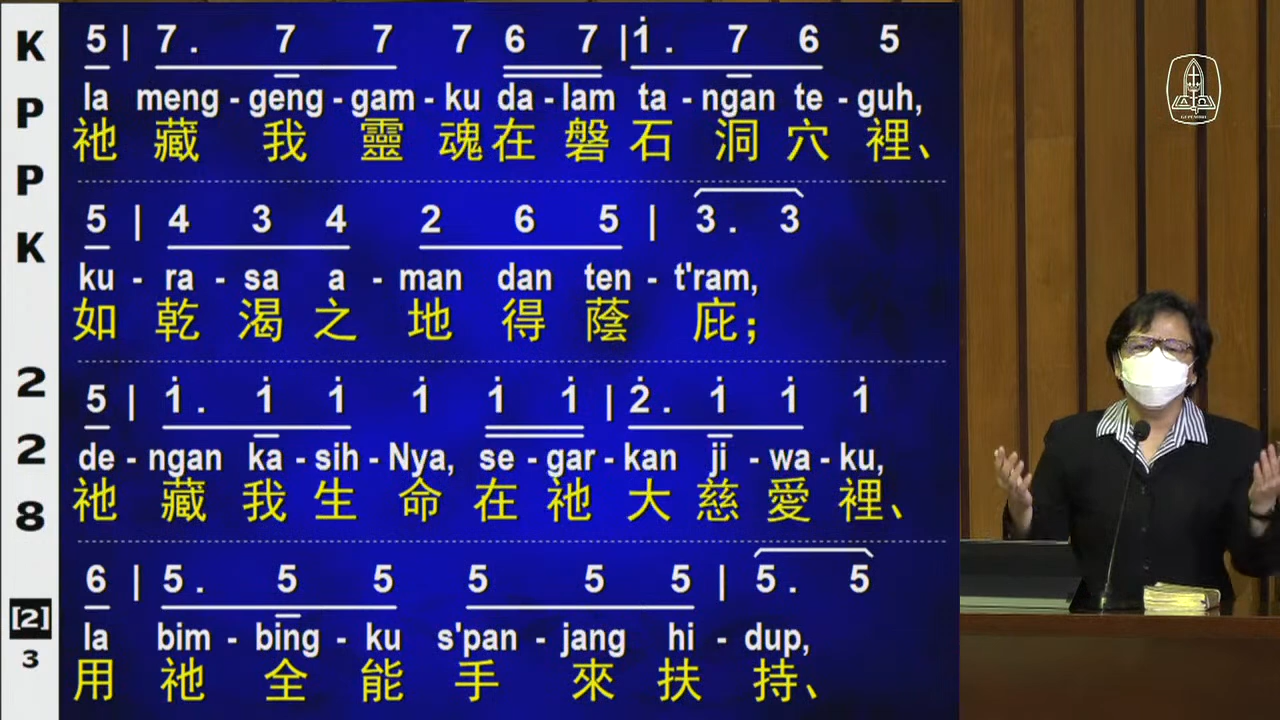 KPPK 228 [2] 3
5 | 7 . 7 7 7 6 7 | 1̇ . 7 6 5
la meng - geng - gam - ku da - lam ta - ngan te - guh,
祂 藏 我 靈 魂 在 磐 石 洞 穴 裡、
5 | 4 3 4 2 6 5 | 3 . 3
ku - ra - sa a - man dan ten - t'ram,
如 乾 渴 之 地 得 蔭 庇；
5 | 1̇ . 1̇ 1̇ 1̇ 1̇ 1̇ | 2̇ . 1̇ 1̇ 1̇
de - ngan ka - sih - Nya, se - gar - kan ji - wa - ku,
祂 藏 我 生 命 在 祂 大 慈 愛 裡、
6 | 5 . 5 5 5 5 5 | 5 . 5
la bim - bing - ku s'pan - jang hi - dup,
用 祂 全 能 手 來 扶 持、